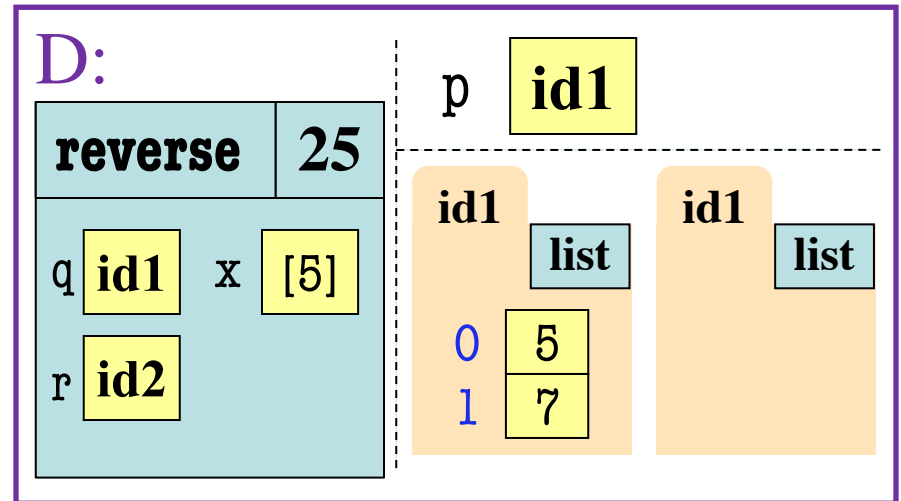 D:
reverse 25
q id1 x [5]
r id2
p id1
id1
list
0 5
1 7
id1
list